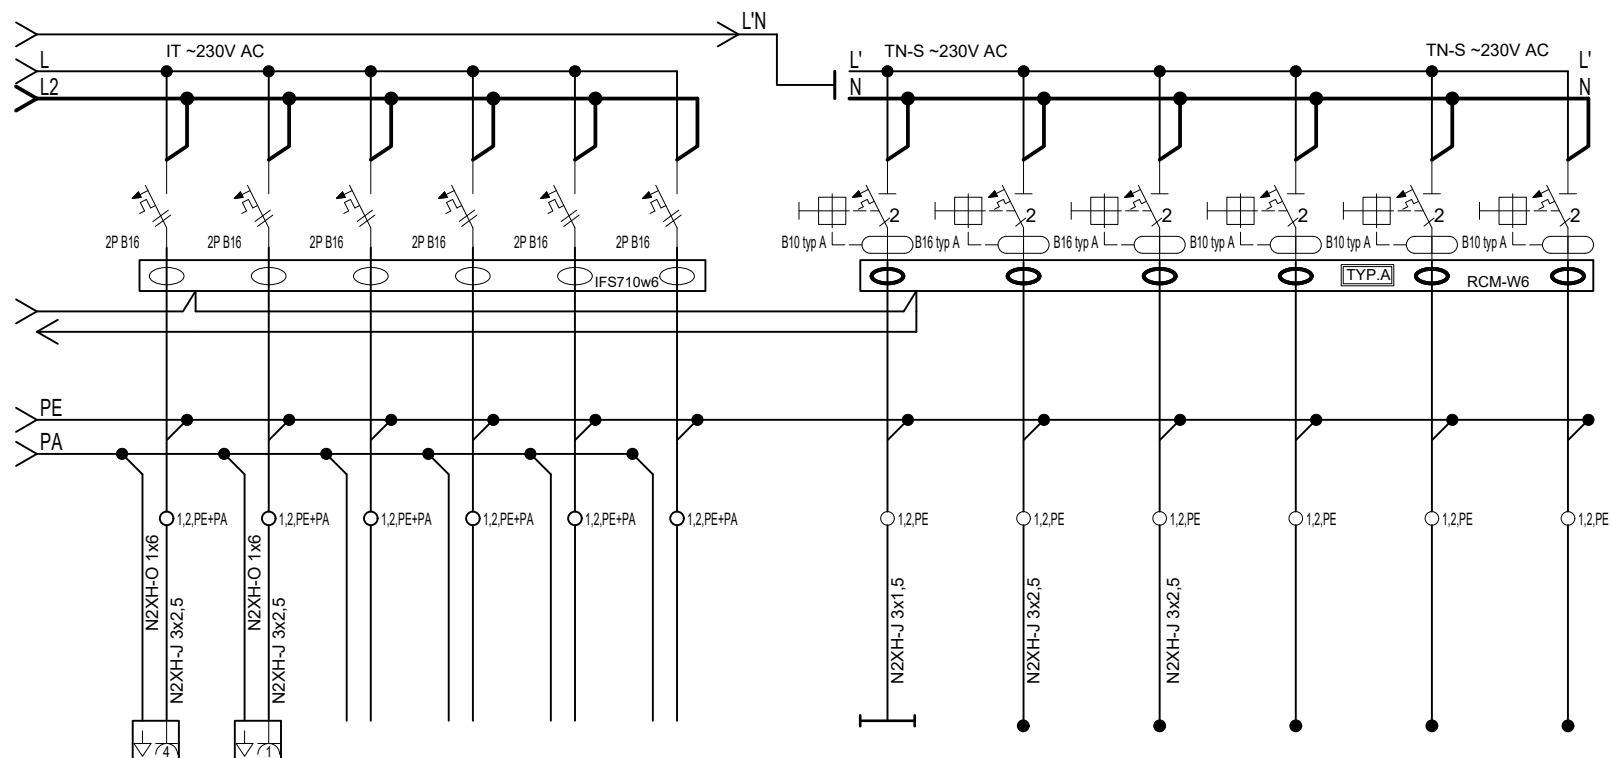 L'N
IT ~230V AC
L' TN-S ~230V AC TN-S ~230V AC L'
L
L2
N N
2 2 2 2 2 2
2P B16 2P B16 2P B16 2P B16 2P B16 2P B16
B10 typ A B16 typ A B16 typ A B10 typ A B10 typ A B10 typ A
IFS710w6 TYP.A RCM-W6
PE
PA
1,2,PE+PA 1,2,PE+PA 1,2,PE+PA 1,2,PE+PA 1,2,PE+PA 1,2,PE+PA 1,2,PE 1,2,PE 1,2,PE 1,2,PE 1,2,PE 1,2,PE
N2XH-O 1x6
N2XH-J 3x2,5
N2XH-O 1x6
N2XH-J 3x2,5
N2XH-J 3x1,5
N2XH-J 3x2,5
N2XH-J 3x2,5
4 1